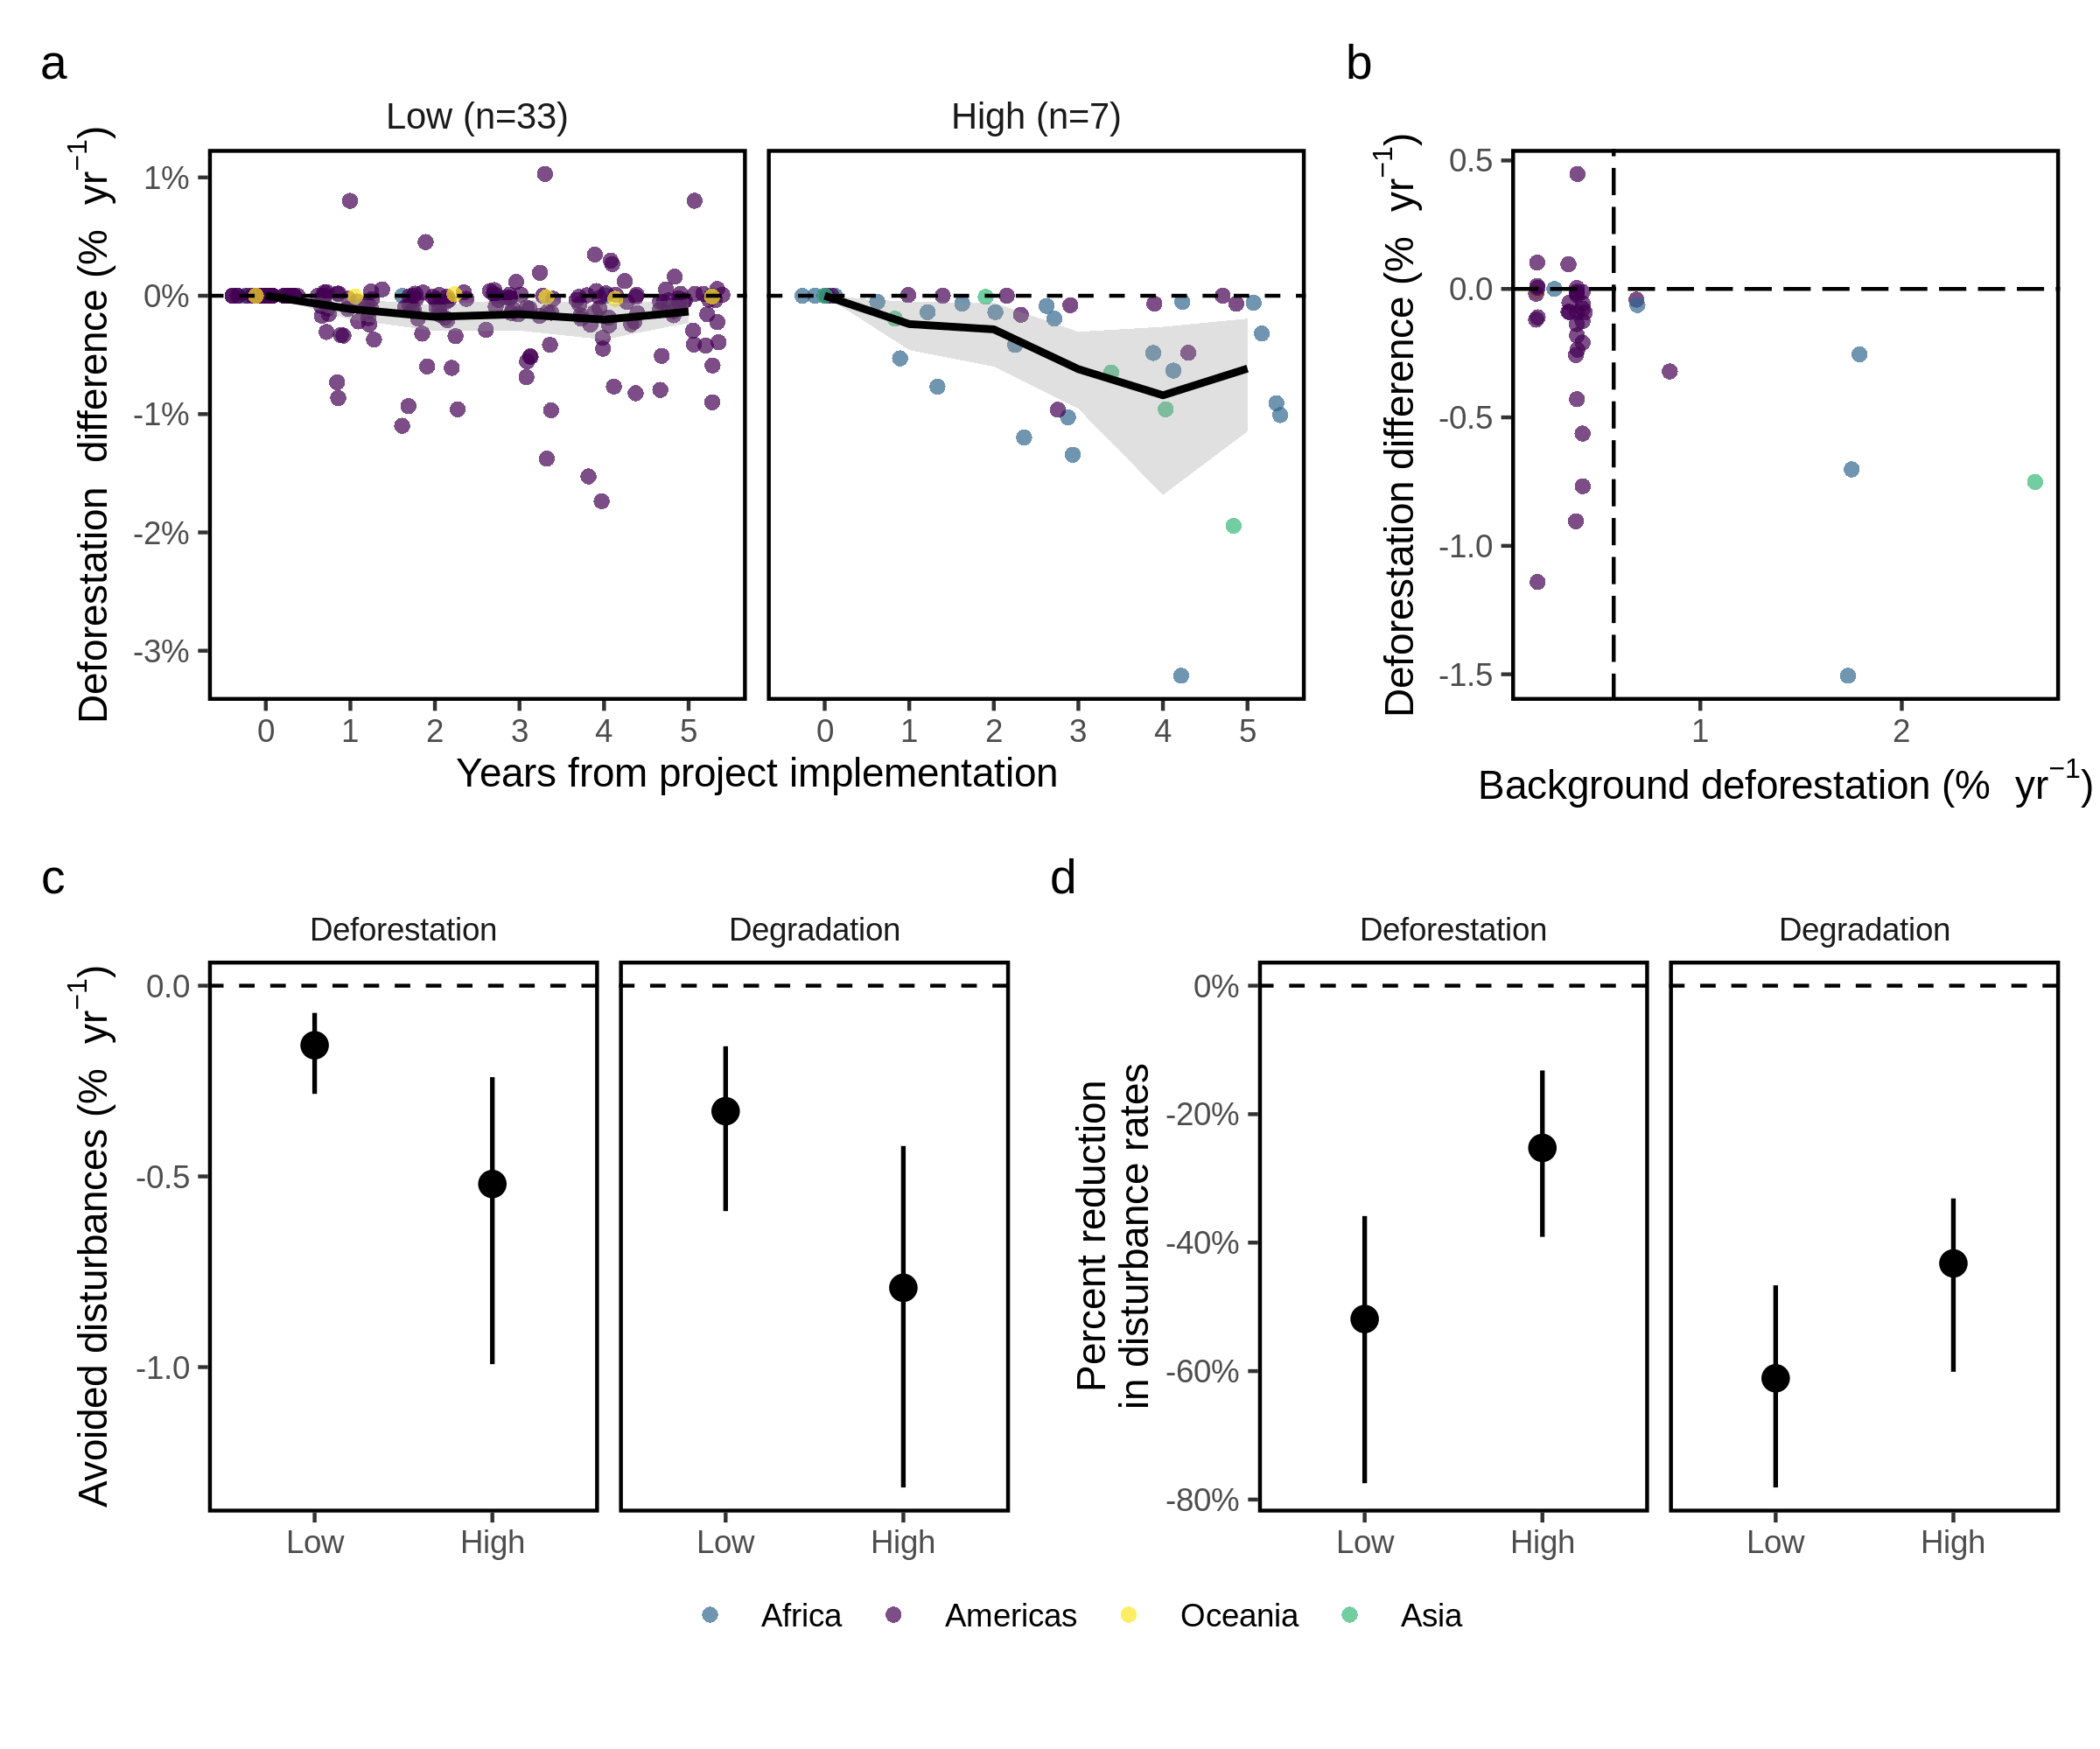 a
b
Low (n=33)
High (n=7)
Deforestation difference (% yr−1)
1%
0%
-1%
-2%
-3%
0 1 2 3 4 5
0 1 2 3 4 5
Years from project implementation
Deforestation difference (% yr−1)
0.5
0.0
-0.5
-1.0
-1.5
1 2
Background deforestation (% yr−1)
c
d
Deforestation
Degradation
Avoided disturbances (% yr−1)
0.0
-0.5
-1.0
Low High
Low High
Deforestation
Degradation
Percent reduction
in disturbance rates
0%
-20%
-40%
-60%
-80%
Low High
Low High
Africa Americas Oceania Asia